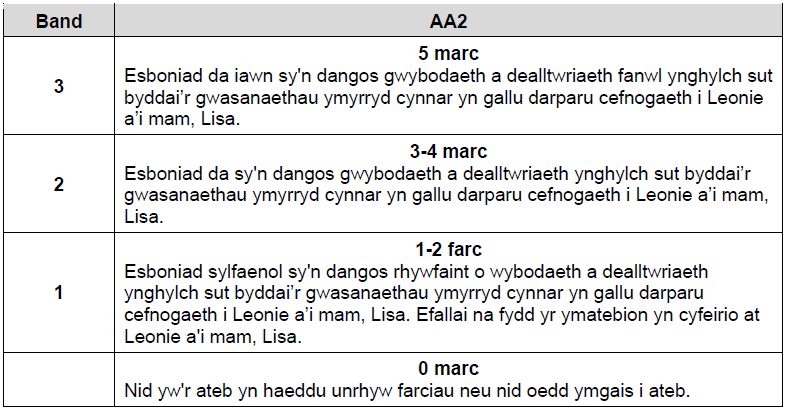 Band AA2
5 marc
3 Esboniad da iawn sy'n dangos gwybodaeth a dealltwriaeth fanwl ynghylch sut
byddai'r gwasanaethau ymyrryd cynnar yn gallu darparu cefnogaeth i Leonie
a'i mam, Lisa.
3-4 marc
2 Esboniad da sy'n dangos gwybodaeth a dealltwriaeth ynghylch sut byddai'r
gwasanaethau ymyrryd cynnar yn gallu darparu cefnogaeth i Leonie a'i mam,
Lisa.
1-2 farc
1 Esboniad sylfaenol sy'n dangos rhywfaint o wybodaeth a dealltwriaeth
ynghylch sut byddai'r gwasanaethau ymyrryd cynnar yn gallu darparu
cefnogaeth i Leonie a'i mam, Lisa. Efallai na fydd yr ymatebion yn cyfeirio at
Leonie a'i mam, Lisa.
0 marc
Nid yw'r ateb yn haeddu unrhyw farciau neu nid oedd ymgais i ateb.